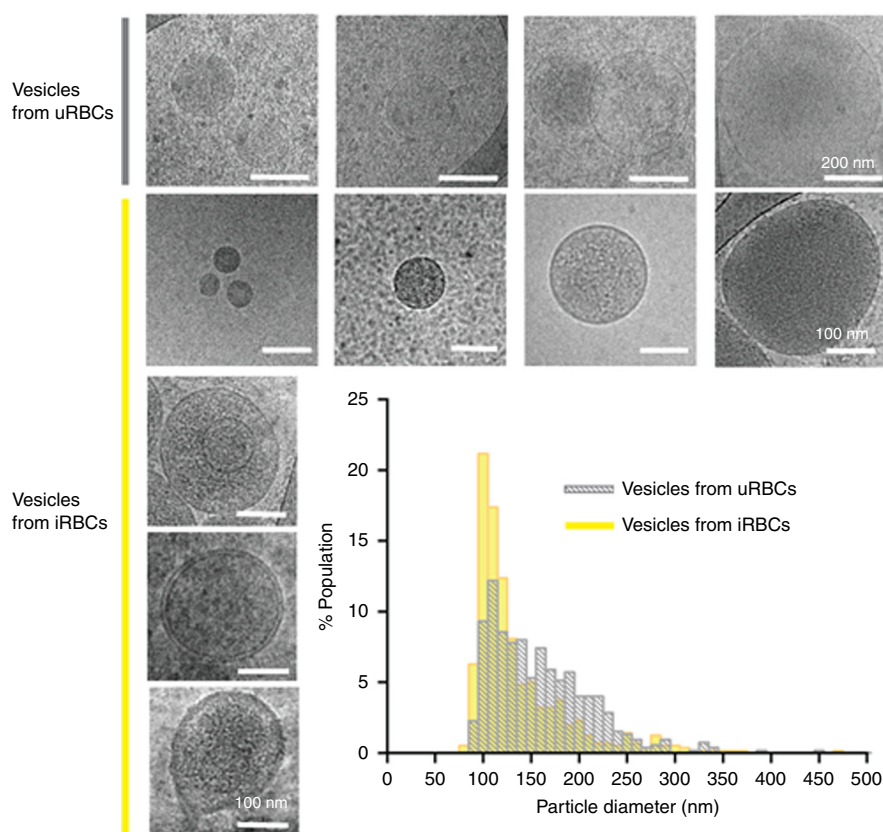 Vesicles
from uRBCs
200 nm
100 nm
Vesicles
from iRBCs
100 nm
25
20
15
10
5
0
% Population
Vesicles from uRBCs
Vesicles from iRBCs
0 50 100 150 200 250 300 350 400 450 500
Particle diameter (nm)